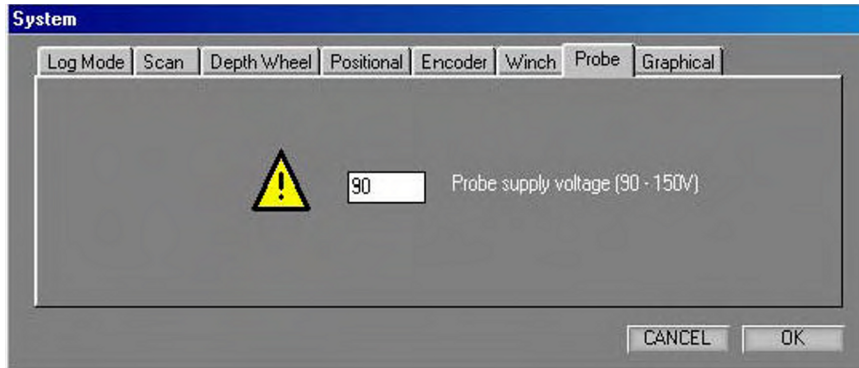 System
Log Mode Scan Depth Wheel Positional Encoder Winch Probe Graphical
! 90 Probe supply voltage (90 - 150V)
CANCEL OK